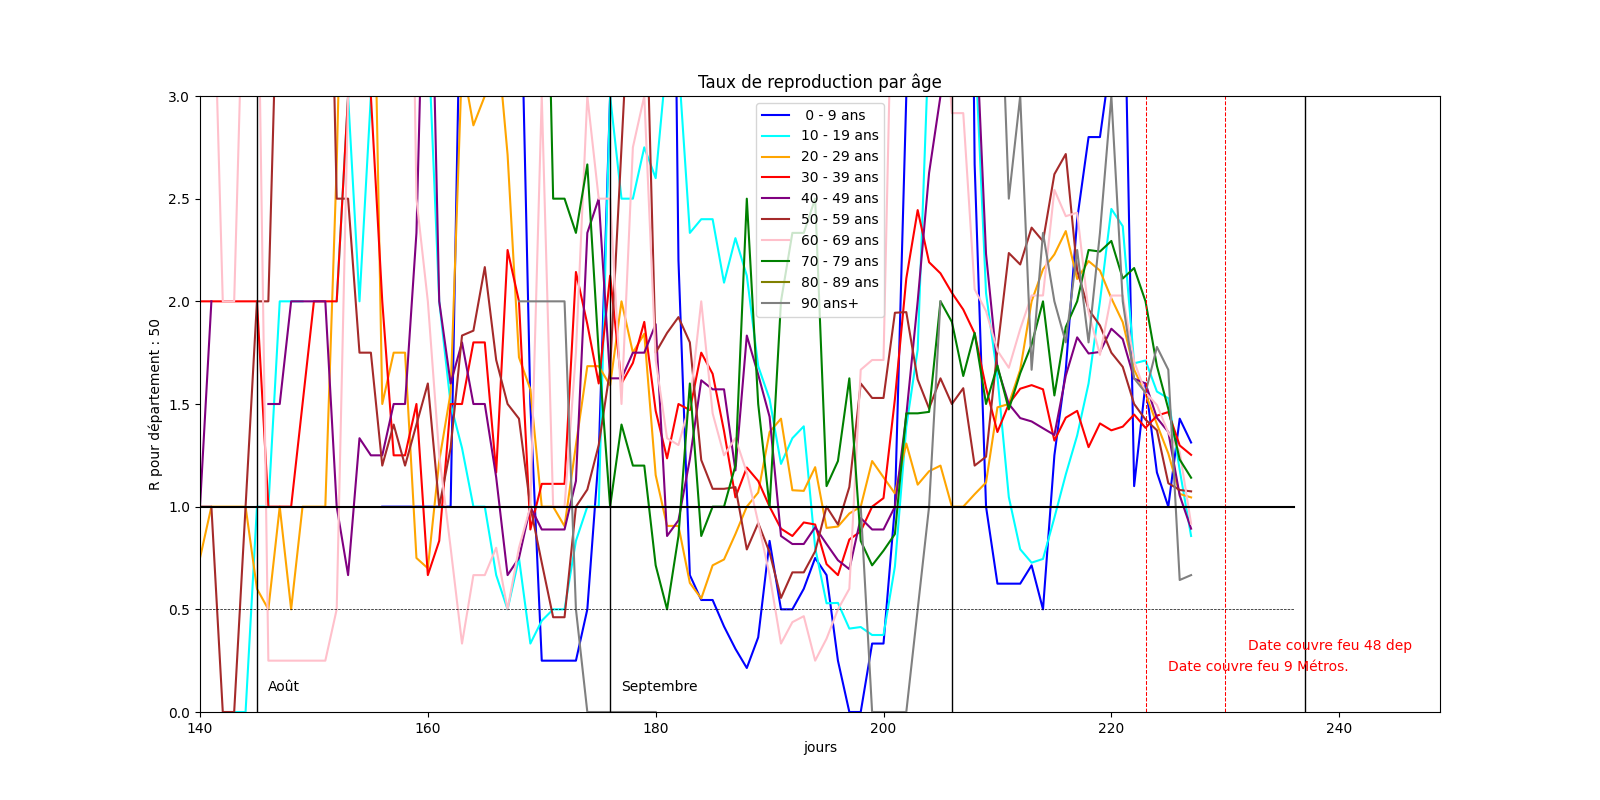 Taux de reproduction par âge
3.0
2.5
2.0
1.5
1.0
0.5
0.0
R pour département : 50
0 - 9 ans
10 - 19 ans
20 - 29 ans
30 - 39 ans
40 - 49 ans
50 - 59 ans
60 - 69 ans
70 - 79 ans
80 - 89 ans
90 ans+
Date couvre feu 48 dep
Date couvre feu 9 Métros.
Août
Septembre
140
160
180
200
220
240
jours